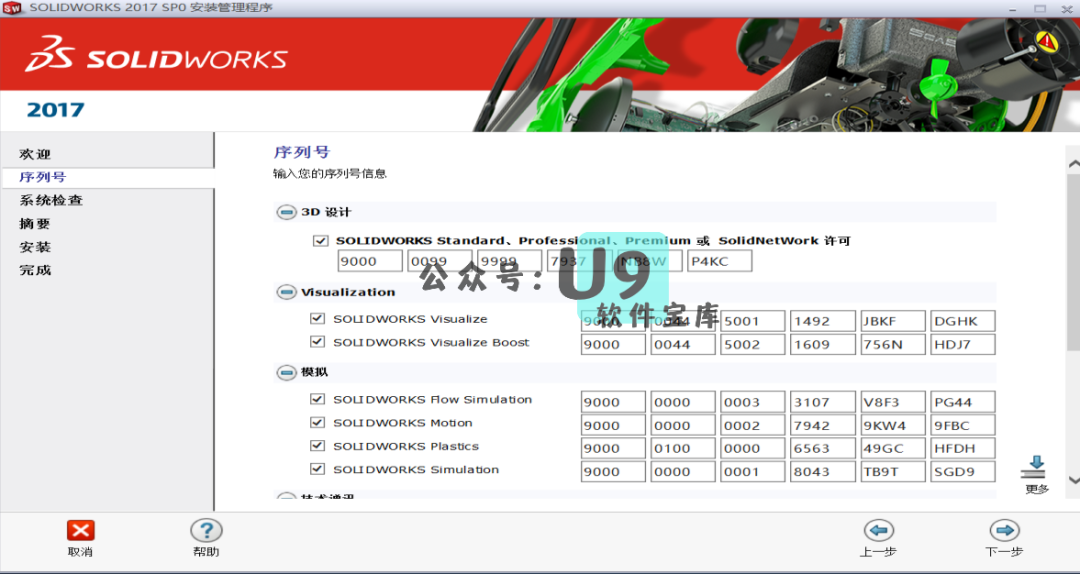 SOLIDWORKS 2017 SP0 安装管理程序
SOLIDWORKS
2017
欢迎
序列号
系统检查
摘要
安装
完成
序列号
输入您的序列号信息
3D 设计
SOLIDWORKS Standard、Professional、Premium 或 SolidNetWork 许可
9000 0099 9999 7937 NB8W P4KC
公众号：U9
软件宝库
Visualization
SOLIDWORKS Visualize 0044 5001 1492 JBKF DGHK
SOLIDWORKS Visualize Boost 9000 0044 5002 1609 756N HDJ7
模拟
SOLIDWORKS Flow Simulation 9000 0000 0003 3107 V8F3 PG44
SOLIDWORKS Motion 9000 0000 0002 7942 9KW4 9FBC
SOLIDWORKS Plastics 9000 0100 0000 6563 49GC HFDH
SOLIDWORKS Simulation 9000 0000 0001 8043 TB9T SGD9
更多
取消
帮助
上一步
下一步